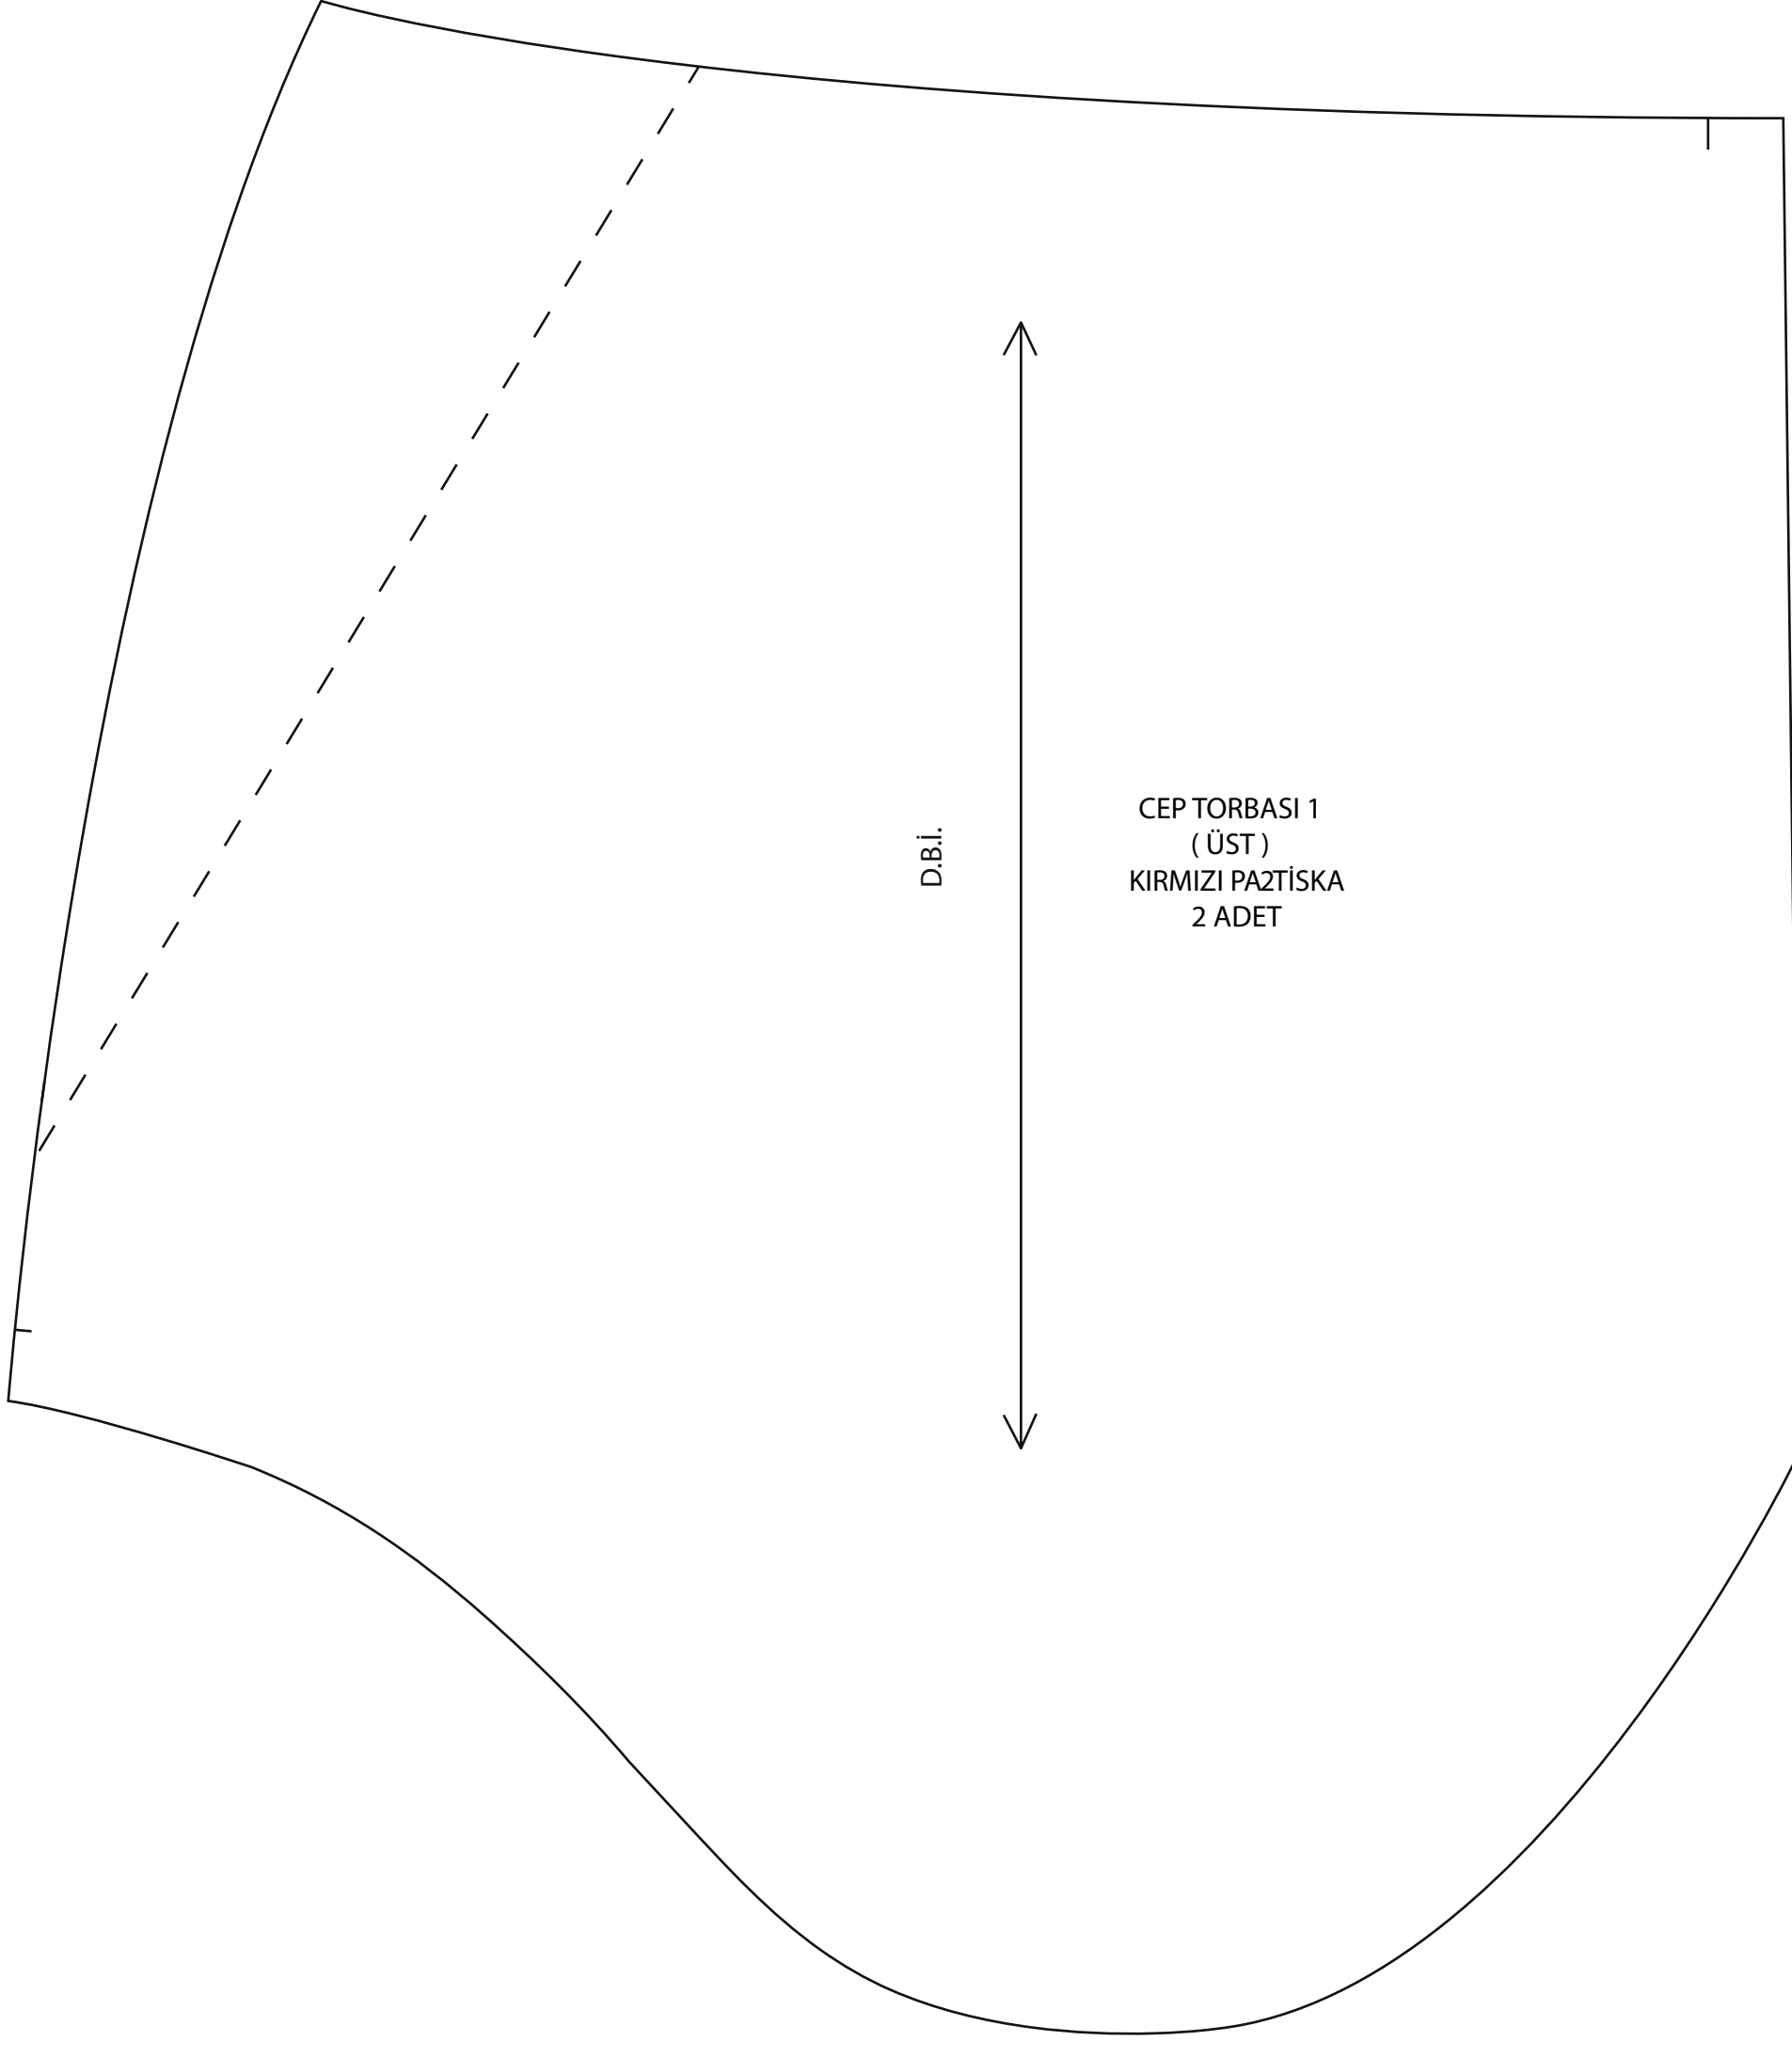 D.B.İ.
CEP TORBASI 1
( ÜST )
KIRMIZI PA2TİSKA
2 ADET